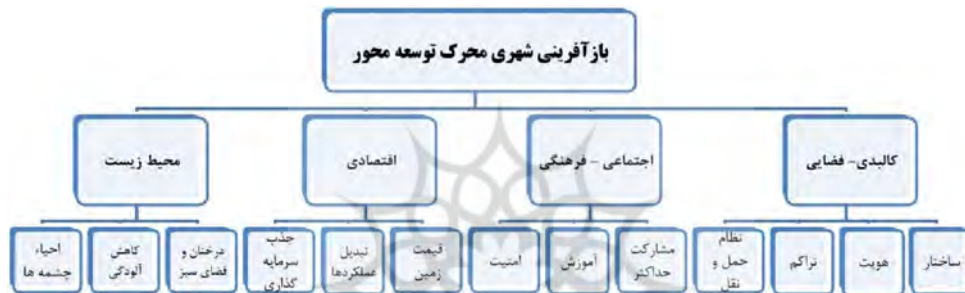 بازآفرینی شهری محرک توسعه محور
کالبدی- فضایی
اجتماعی – فرهنگی
اقتصادی
محیط زیست
ساختار
هویت
تراکم
نظام
حمل و
نقل
مشارکت
حداکثر
آموزش
امنیت
قیمت
زمین
تبدیل
عملکردها
جذب
سرمایه
گذاری
درختان و
فضای سبز
کاهش
آلودگی
احیاء
چشمه ها